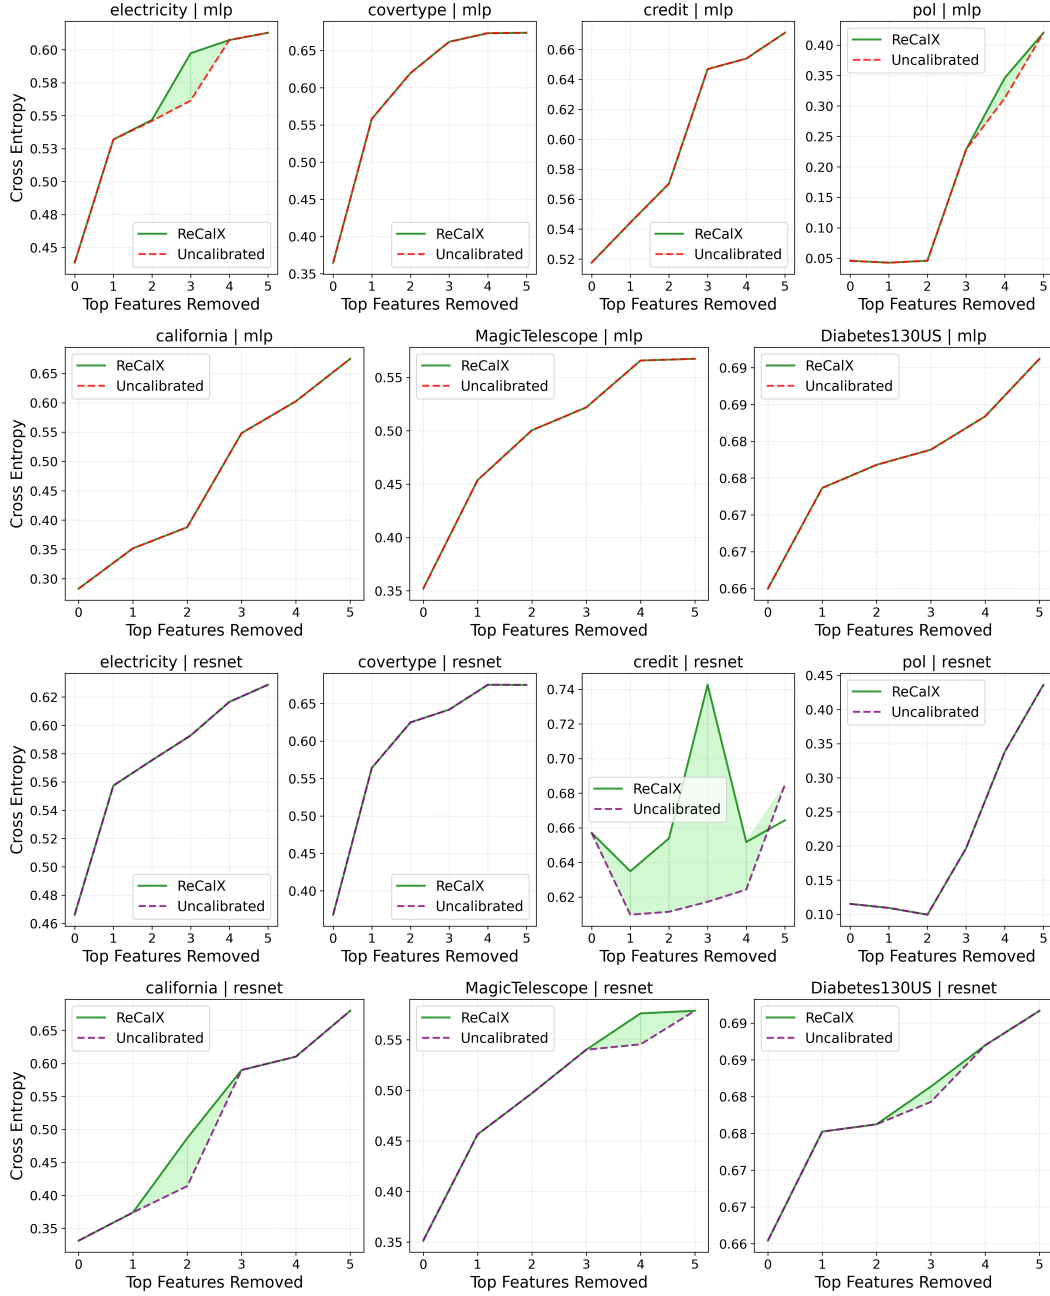 electricity | mlp
covertype | mlp
credit | mlp
pol | mlp
Cross Entropy
0.60
0.58
0.55
0.53
0.50
0.48
0.45
ReCalX
Uncalibrated
0 1 2 3 4 5
Top Features Removed
0.65
0.60
0.55
0.50
0.45
0.40
0.35
ReCalX
Uncalibrated
0 1 2 3 4 5
Top Features Removed
0.66
0.64
0.62
0.60
0.58
0.56
0.54
0.52
ReCalX
Uncalibrated
0 1 2 3 4 5
Top Features Removed
0.40
0.35
0.30
0.25
0.20
0.15
0.10
0.05
ReCalX
Uncalibrated
0 1 2 3 4 5
Top Features Removed
california | mlp
MagicTelescope | mlp
Diabetes130US | mlp
Cross Entropy
0.65
0.60
0.55
0.50
0.45
0.40
0.35
0.30
ReCalX
Uncalibrated
0 1 2 3 4 5
Top Features Removed
0.55
0.50
0.45
0.40
0.35
ReCalX
Uncalibrated
0 1 2 3 4 5
Top Features Removed
0.69
0.69
0.68
0.68
0.67
0.67
0.66
ReCalX
Uncalibrated
0 1 2 3 4 5
Top Features Removed
electricity | resnet
covertype | resnet
credit | resnet
pol | resnet
Cross Entropy
0.62
0.60
0.58
0.56
0.54
0.52
0.50
0.48
0.46
ReCalX
Uncalibrated
0 1 2 3 4 5
Top Features Removed
0.65
0.60
0.55
0.50
0.45
0.40
ReCalX
Uncalibrated
0 1 2 3 4 5
Top Features Removed
0.74
0.72
0.70
0.68
0.66
0.64
0.62
ReCalX
Uncalibrated
0 1 2 3 4 5
Top Features Removed
0.45
0.40
0.35
0.30
0.25
0.20
0.15
0.10
ReCalX
Uncalibrated
0 1 2 3 4 5
Top Features Removed
california | resnet
MagicTelescope | resnet
Diabetes130US | resnet
Cross Entropy
0.65
0.60
0.55
0.50
0.45
0.40
0.35
ReCalX
Uncalibrated
0 1 2 3 4 5
Top Features Removed
0.55
0.50
0.45
0.40
0.35
ReCalX
Uncalibrated
0 1 2 3 4 5
Top Features Removed
0.69
0.69
0.68
0.68
0.67
0.67
0.66
ReCalX
Uncalibrated
0 1 2 3 4 5
Top Features Removed